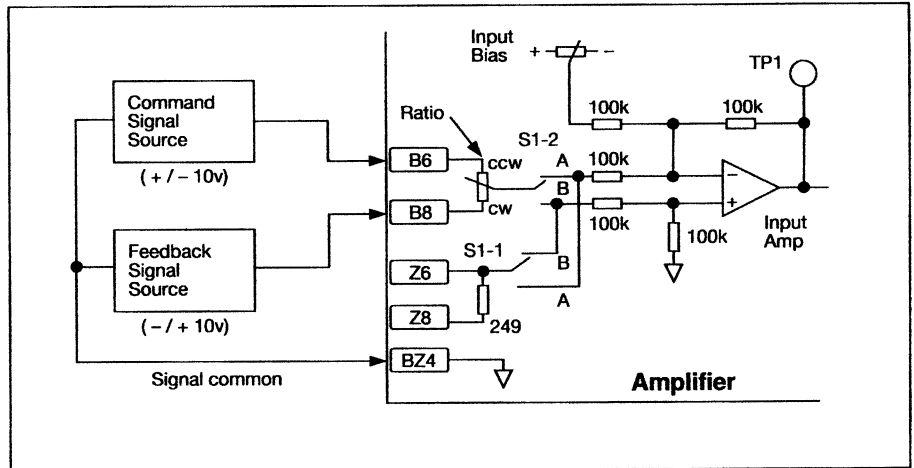 Input
Bias
+
-
TP1
Command
Signal
Source
(+/- 10v)
Ratio
100k
100k
S1-2
B6
ccw
A
100k
-
B
B8
cw
+
100k
100k
Input
Amp
Feedback
Signal
Source
(-/+ 10v)
S1-1
Z6
B
Z8
A
249
BZ4
Signal common
Amplifier